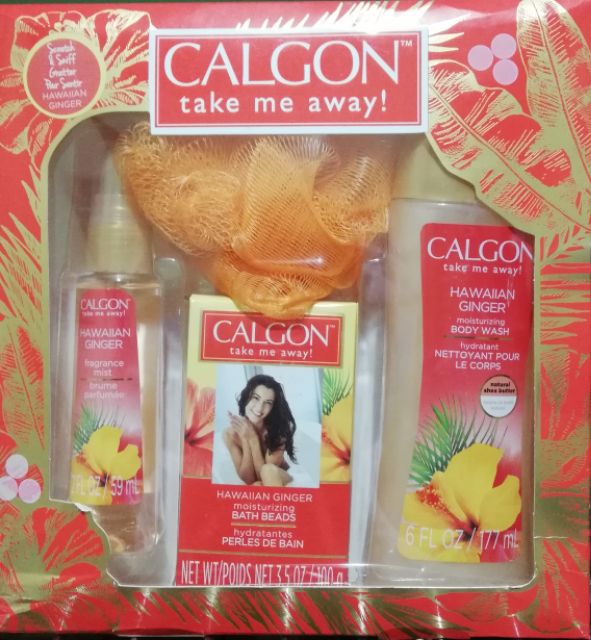 Scratch
& Sniff
Gratter
Pour Sentir
HAWAIIAN
GINGER
CALGON™
take me away!
CALGON
take me away!
HAWAIIAN
GINGER
fragrance
mist
brume
parfumée
2 FL OZ / 59 mL
CALGON™
take me away!
HAWAIIAN GINGER
moisturizing
BATH BEADS
hydratantes
PERLES DE BAIN
NET WT/POIDS NET 3.5 OZ / 100 g
CALGON
take me away!
HAWAIIAN
GINGER
moisturizing
BODY WASH
hydratant
NETTOYANT POUR
LE CORPS
natural
shea butter
6 FL OZ / 177 mL